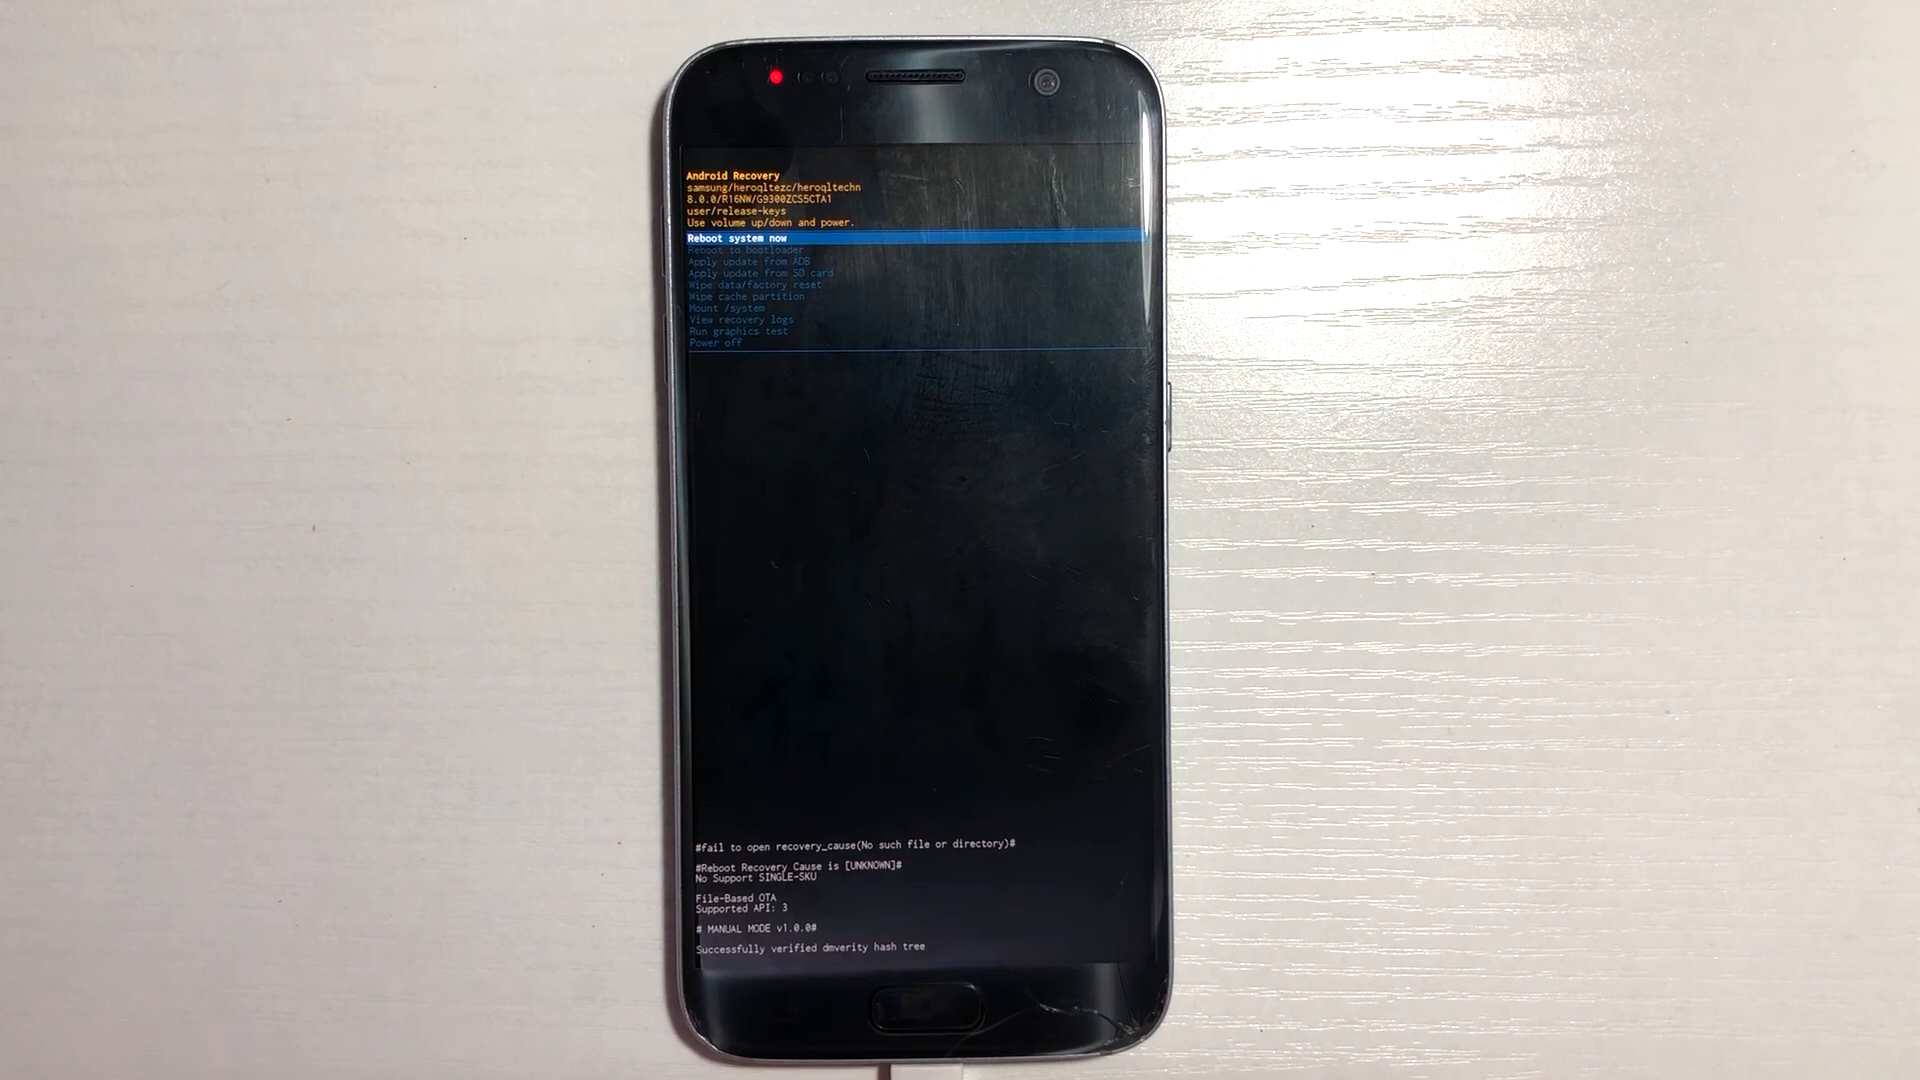 Android Recovery
samsung/heroqltezc/heroqltechn
8.0.0/R16NW/G9300ZCS5CTA1
user/release-keys
Use volume up/down and power.
Reboot system now
Reboot to bootloader
Apply update from ADB
Apply update from SD card
Wipe data/factory reset
Wipe cache partition
Mount /system
View recovery logs
Run graphics test
Power off
#fail to open recovery_cause(No such file or directory)#
#Reboot Recovery Cause is [UNKNOWN]#
No Support SINGLE-SKU
File-Based OTA
Supported API: 3
# MANUAL MODE v1.0.0#
Successfully verified dmverity hash tree